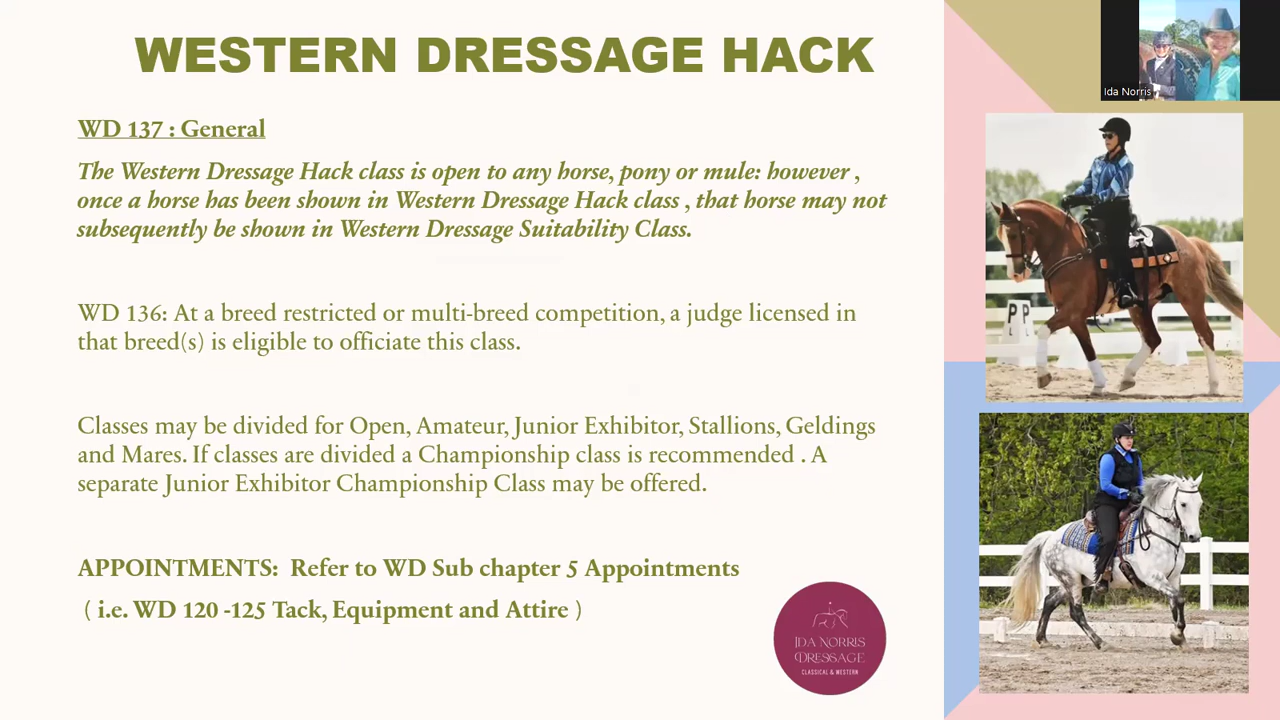 WESTERN DRESSAGE HACK
Ida Norris
WD 137 : General
The Western Dressage Hack class is open to any horse, pony or mule: however ,
once a horse has been shown in Western Dressage Hack class , that horse may not
subsequently be shown in Western Dressage Suitability Class.
WD 136: At a breed restricted or multi-breed competition, a judge licensed in
that breed(s) is eligible to officiate this class.
PP
Classes may be divided for Open, Amateur, Junior Exhibitor, Stallions, Geldings
and Mares. If classes are divided a Championship class is recommended . A
separate Junior Exhibitor Championship Class may be offered.
APPOINTMENTS:  Refer to WD Sub chapter 5 Appointments
( i.e. WD 120 -125 Tack, Equipment and Attire )
IDA NORRIS
DRESSAGE
CLASSICAL & WESTERN